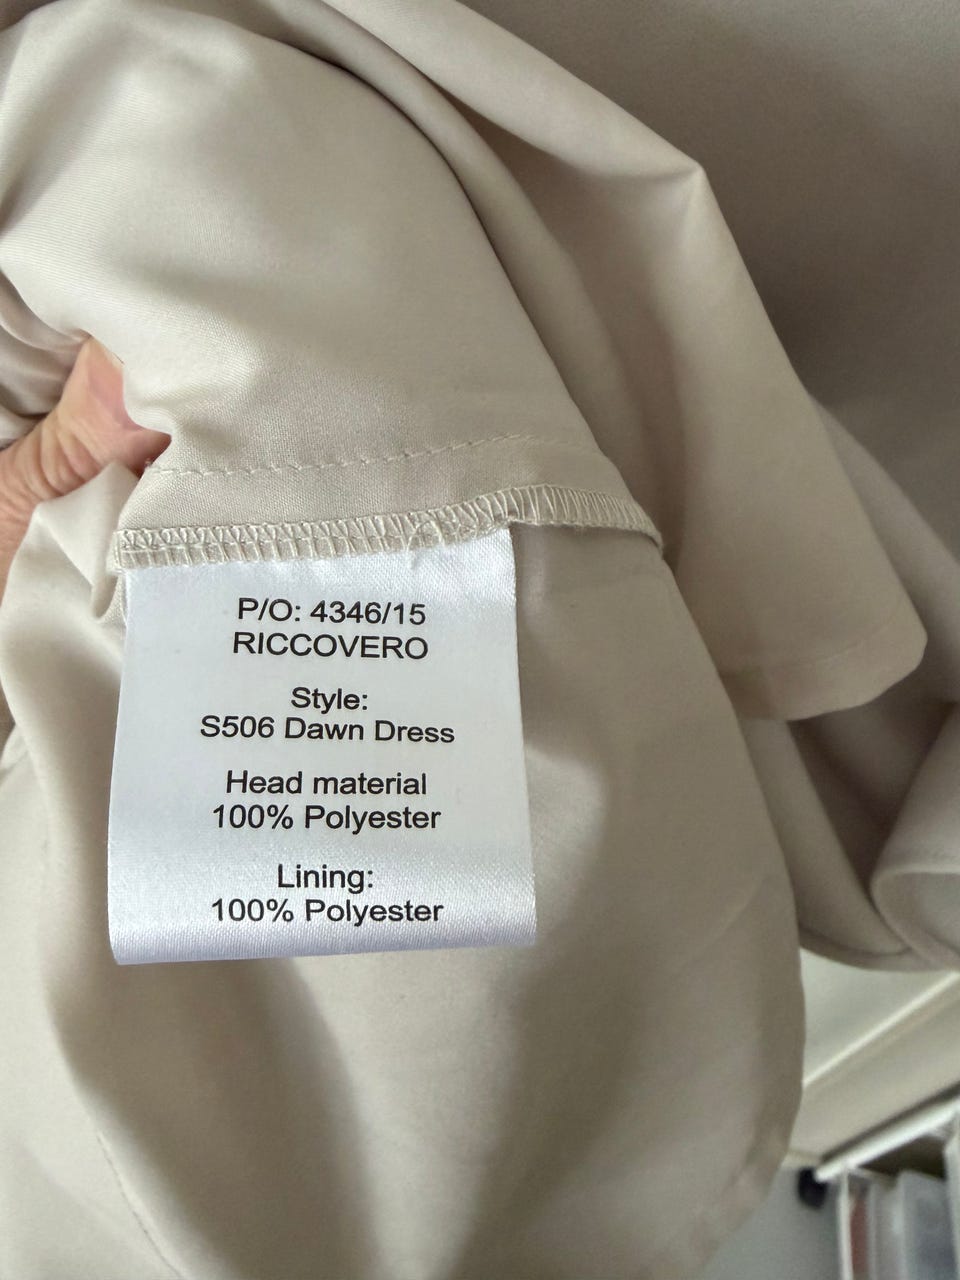 P/O: 4346/15
RICCOVERO
Style:
S506 Dawn Dress
Head material
100% Polyester
Lining:
100% Polyester